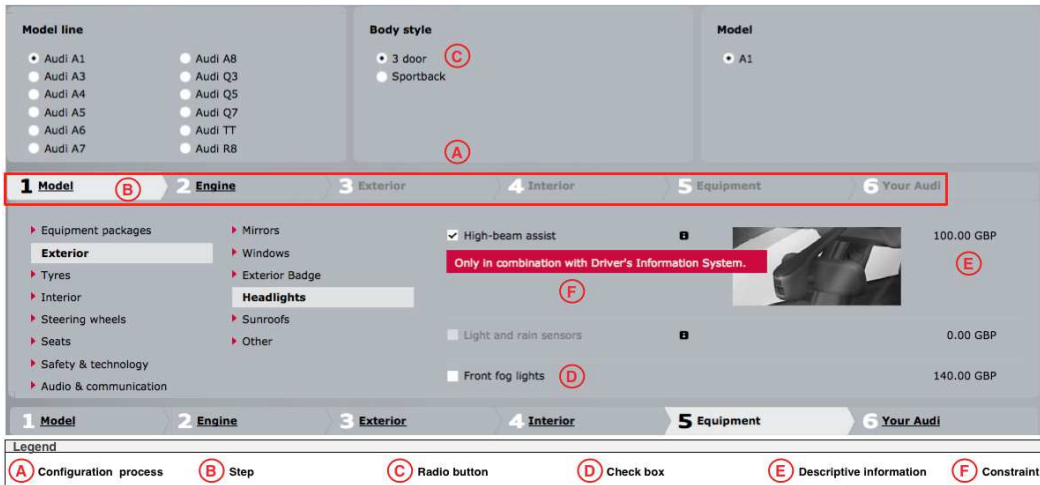 Model line
Body style
Model
Audi A1
Audi A8
3 door
C
A1
Audi A3
Audi Q3
Sportback
Audi A4
Audi Q5
Audi A5
Audi Q7
Audi A6
Audi TT
Audi A7
Audi R8
A
1 Model
B
2 Engine
3 Exterior
4 Interior
5 Equipment
6 Your Audi
Equipment packages
Mirrors
High-beam assist
100.00 GBP
Exterior
Windows
Only in combination with Driver's Information System.
E
Tyres
Exterior Badge
F
Interior
Headlights
Steering wheels
Sunroofs
Seats
Other
Light and rain sensors
0.00 GBP
Safety & technology
Front fog lights
D
140.00 GBP
Audio & communication
1 Model
2 Engine
3 Exterior
4 Interior
5 Equipment
6 Your Audi
Legend
A Configuration process
B Step
C Radio button
D Check box
E Descriptive information
F Constraint